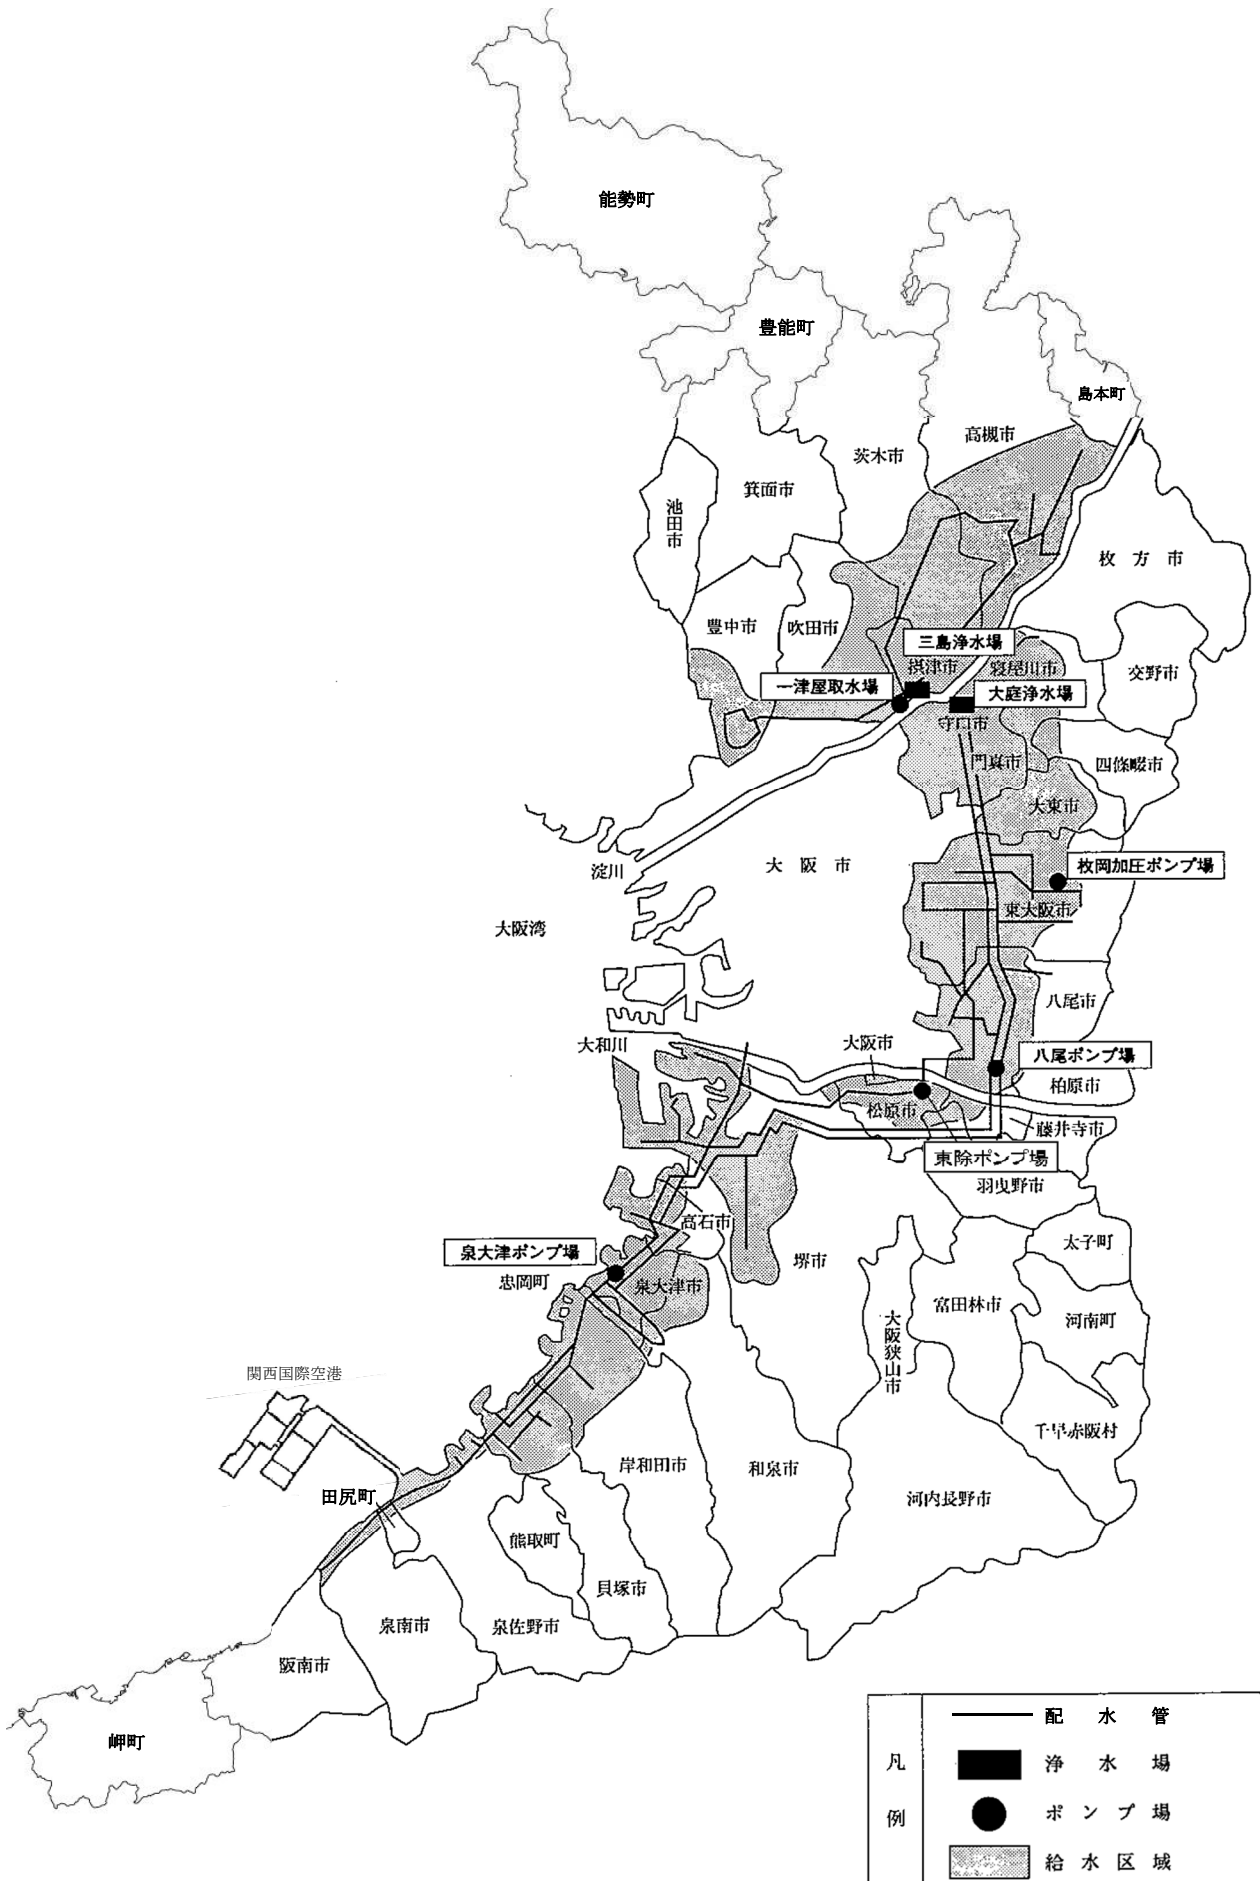 能勢町
豊能町
島本町
高槻市
茨木市
箕面市
池田市
枚方市
豊中市
吹田市
三島浄水場
摂津市
寝屋川市
交野市
一津屋取水場
大庭浄水場
守口市
門真市
四條畷市
大東市
淀川
大阪市
枚岡加圧ポンプ場
東大阪市
大阪湾
八尾市
大和川
大阪市
八尾ポンプ場
柏原市
松原市
藤井寺市
東除ポンプ場
羽曳野市
高石市
太子町
泉大津ポンプ場
堺市
忠岡町
泉大津市
富田林市
河南町
大阪狭山市
関西国際空港
千早赤阪村
岸和田市
和泉市
田尻町
河内長野市
熊取町
貝塚市
泉南市
泉佐野市
阪南市
岬町
凡例
配水管
浄水場
ポンプ場
給水区域